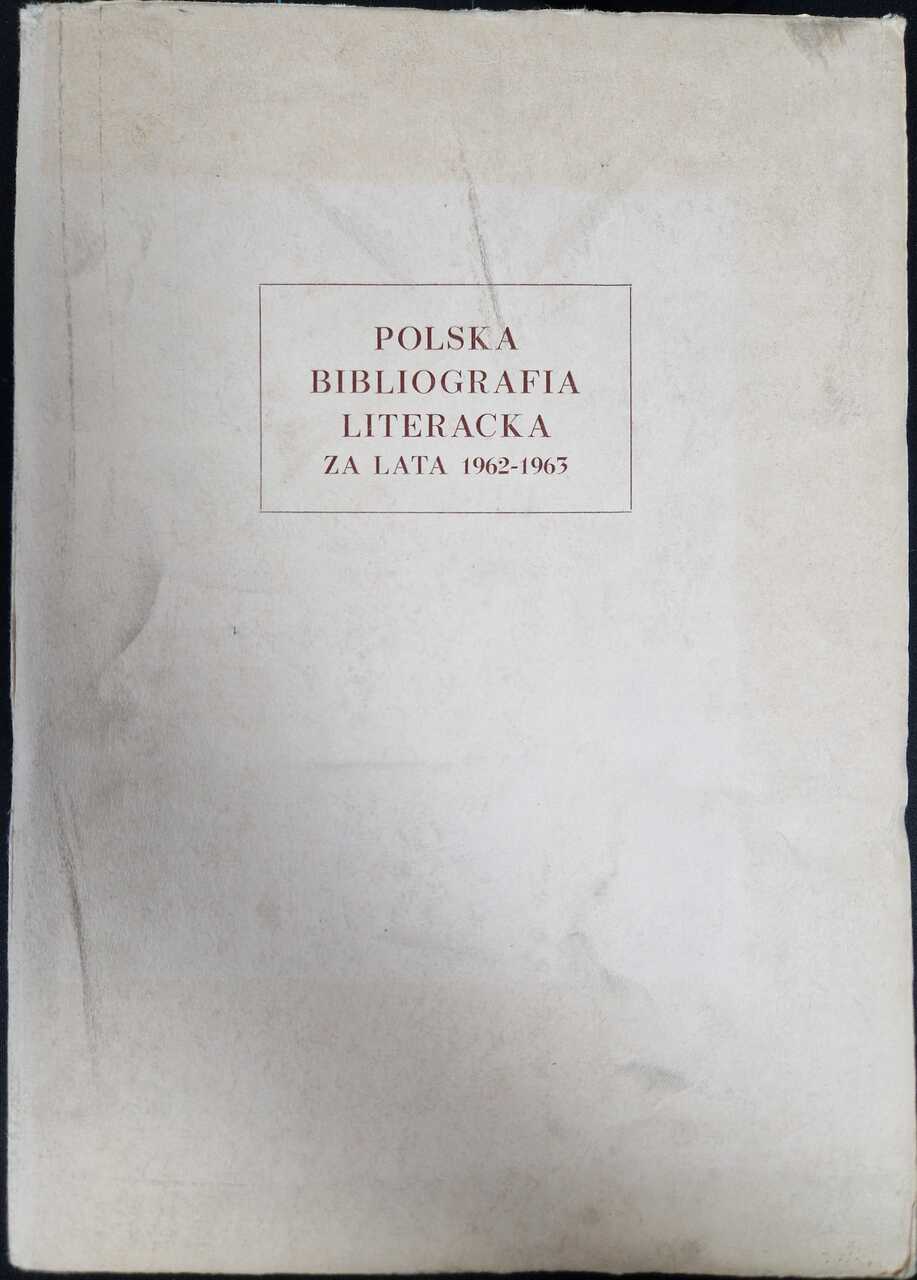 POLSKA
BIBLIOGRAFIA
LITERACKA
ZA LATA 1962-1963